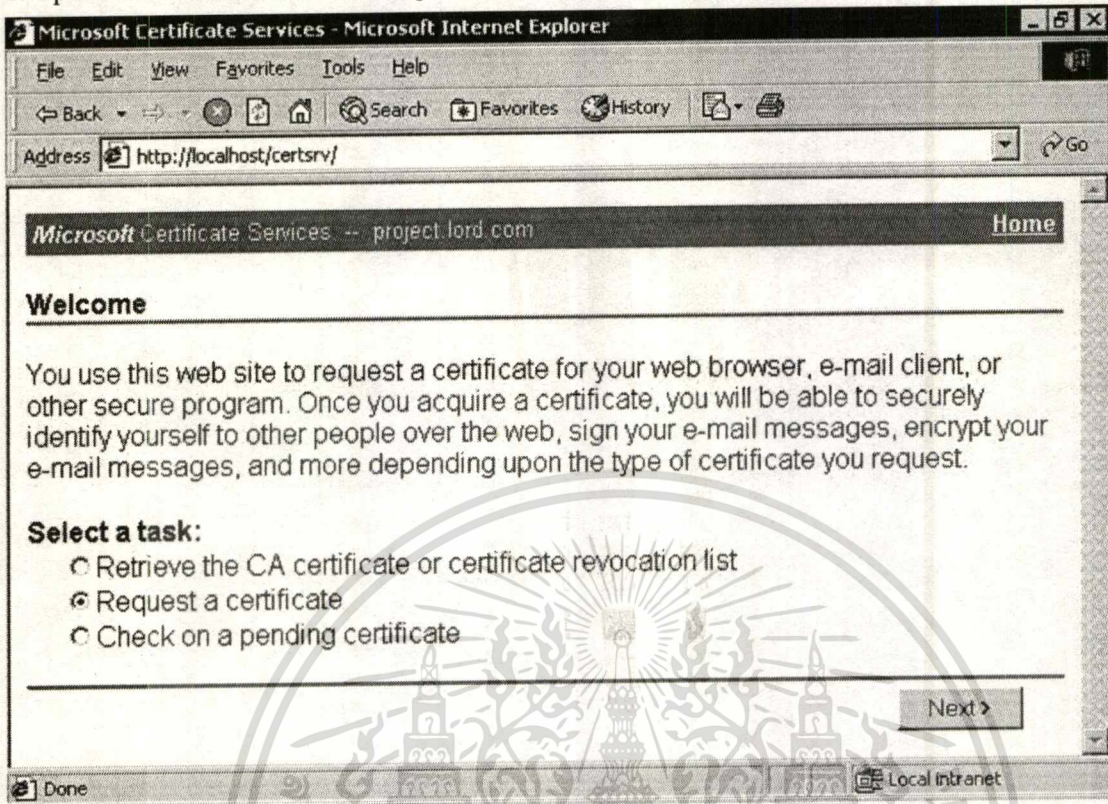 Microsoft Certificate Services - Microsoft Internet Explorer
File Edit View Favorites Tools Help
Back Search Favorites History
Address http://localhost/certsrv/ Go
Microsoft Certificate Services -- project.lord.com Home
Welcome
You use this web site to request a certificate for your web browser, e-mail client, or
other secure program. Once you acquire a certificate, you will be able to securely
identify yourself to other people over the web, sign your e-mail messages, encrypt your
e-mail messages, and more depending upon the type of certificate you request.
Select a task:
Retrieve the CA certificate or certificate revocation list
Request a certificate
Check on a pending certificate
Next >
Done Local intranet